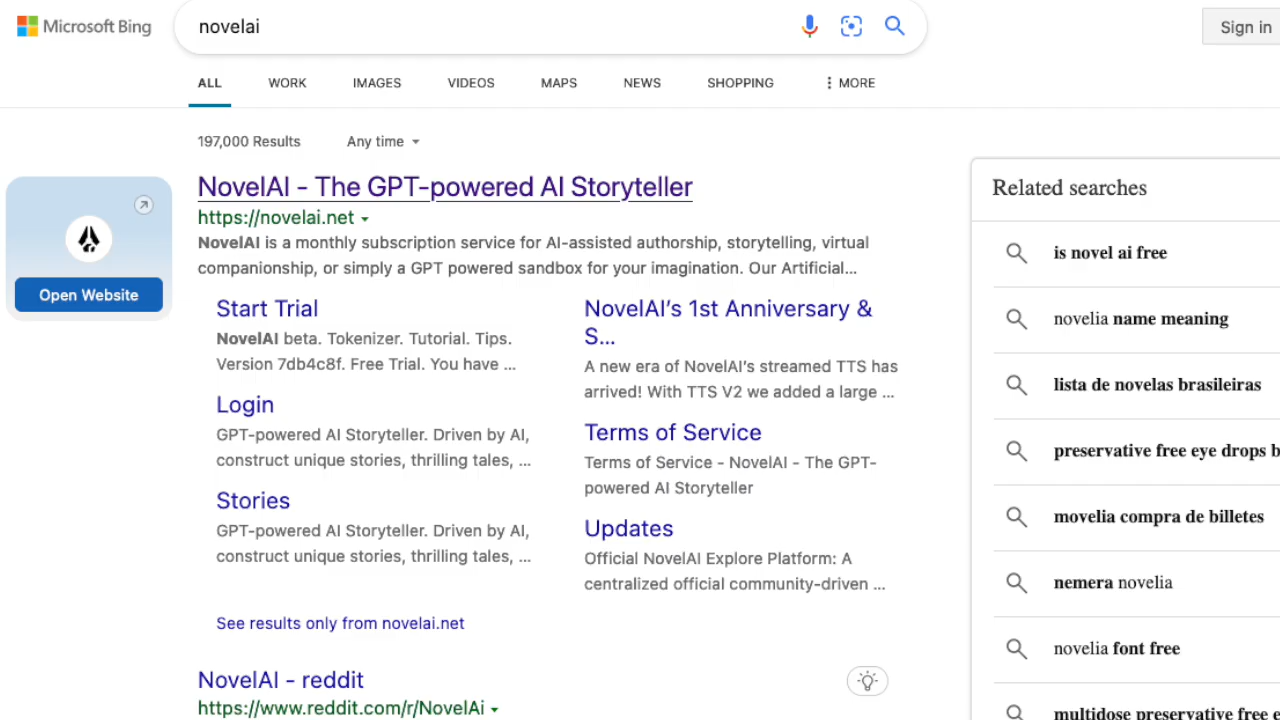 Microsoft Bing
novelai
Sign in
ALL
WORK
IMAGES
VIDEOS
MAPS
NEWS
SHOPPING
MORE
197,000 Results
Any time
Open Website
NovelAI - The GPT-powered AI Storyteller
https://novelai.net
NovelAI is a monthly subscription service for AI-assisted authorship, storytelling, virtual
companionship, or simply a GPT powered sandbox for your imagination. Our Artificial...
Start Trial
NovelAI beta. Tokenizer. Tutorial. Tips.
Version 7db4c8f. Free Trial. You have ...
Login
GPT-powered AI Storyteller. Driven by AI,
construct unique stories, thrilling tales, ...
Stories
GPT-powered AI Storyteller. Driven by AI,
construct unique stories, thrilling tales, ...
NovelAI’s 1st Anniversary &
S...
A new era of NovelAI’s streamed TTS has
arrived! With TTS V2 we added a large ...
Terms of Service
Terms of Service - NovelAI - The GPT-
powered AI Storyteller
Updates
Official NovelAI Explore Platform: A
centralized official community-driven ...
See results only from novelai.net
NovelAI - reddit
https://www.reddit.com/r/NovelAi
Related searches
is novel ai free
novelia name meaning
lista de novelas brasileiras
preservative free eye drops b
movelia compra de billetes
nemera novelia
novelia font free
multidose preservative free e